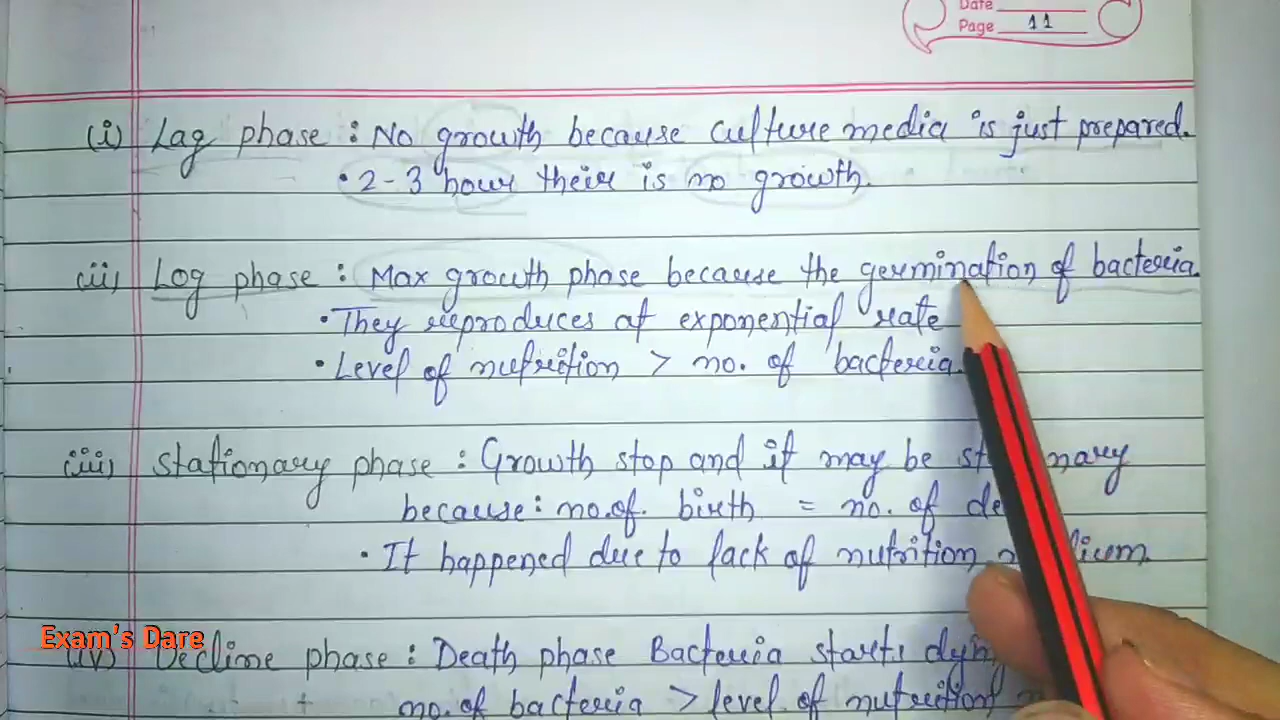 Date
Page 11
(i) Lag phase : No growth because culture media is just prepared.
• 2-3 hour their is no growth.
(ii) Log phase : Max growth phase because the germination of bacteria
• They reproduces at exponential rate
• Level of nutrition > no. of bacteria.
(iii) Stationary phase : Growth stop and it may be
because : no. of. birth = no. of
• It happened due to lack of nutrition
Exam's Dare
(iv) Decline phase : Death phase Bacteria starts
no. of bacteria > level of nutrition